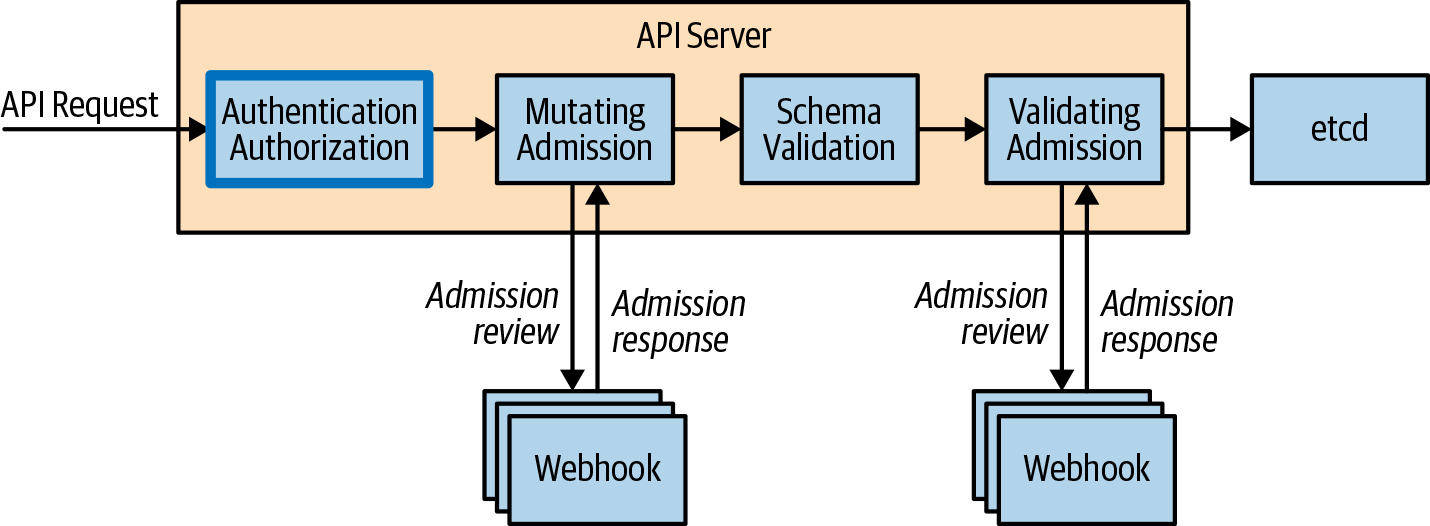 API Server
API Request
Authentication
Authorization
Mutating
Admission
Schema
Validation
Validating
Admission
etcd
Admission
review
Admission
response
Admission
review
Admission
response
Webhook
Webhook